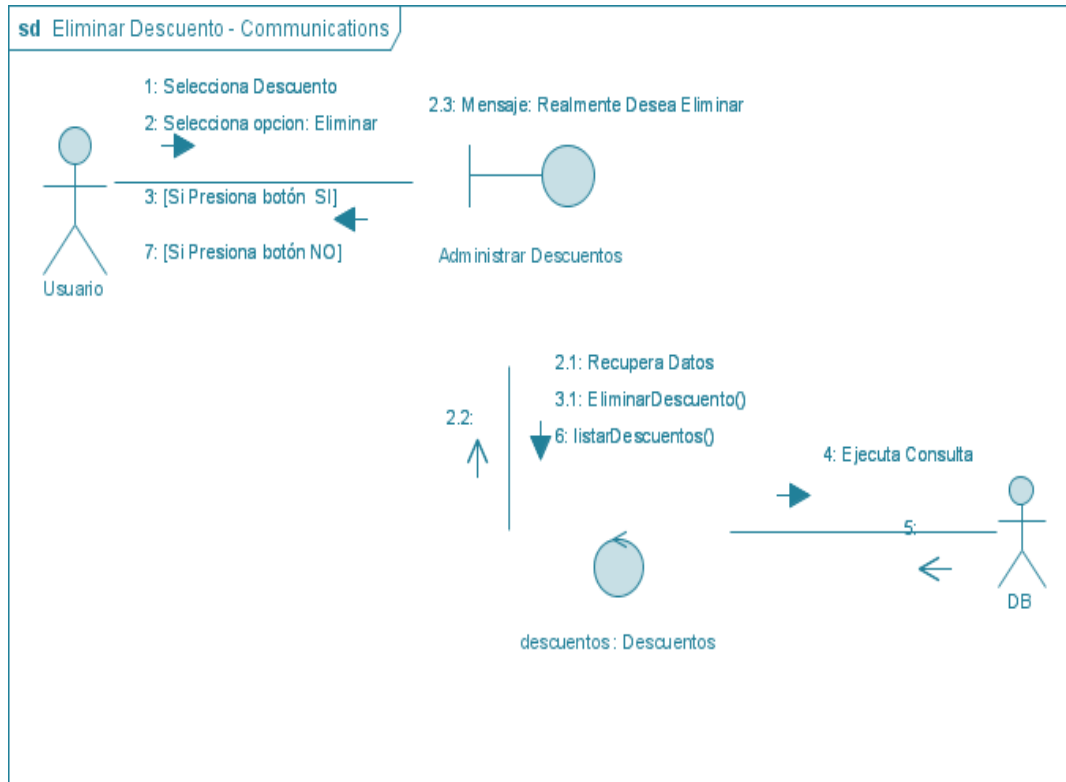 sd Eliminar Descuento - Communications
1: Selecciona Descuento
2: Selecciona opcion: Eliminar
2.3: Mensaje: Realmente Desea Eliminar
3: [Si Presiona botón SI]
7: [Si Presiona botón NO]
Administrar Descuentos
Usuario
2.1: Recupera Datos
3.1: EliminarDescuento()
2.2:
6: listarDescuentos()
4: Ejecuta Consulta
5:
DB
descuentos : Descuentos